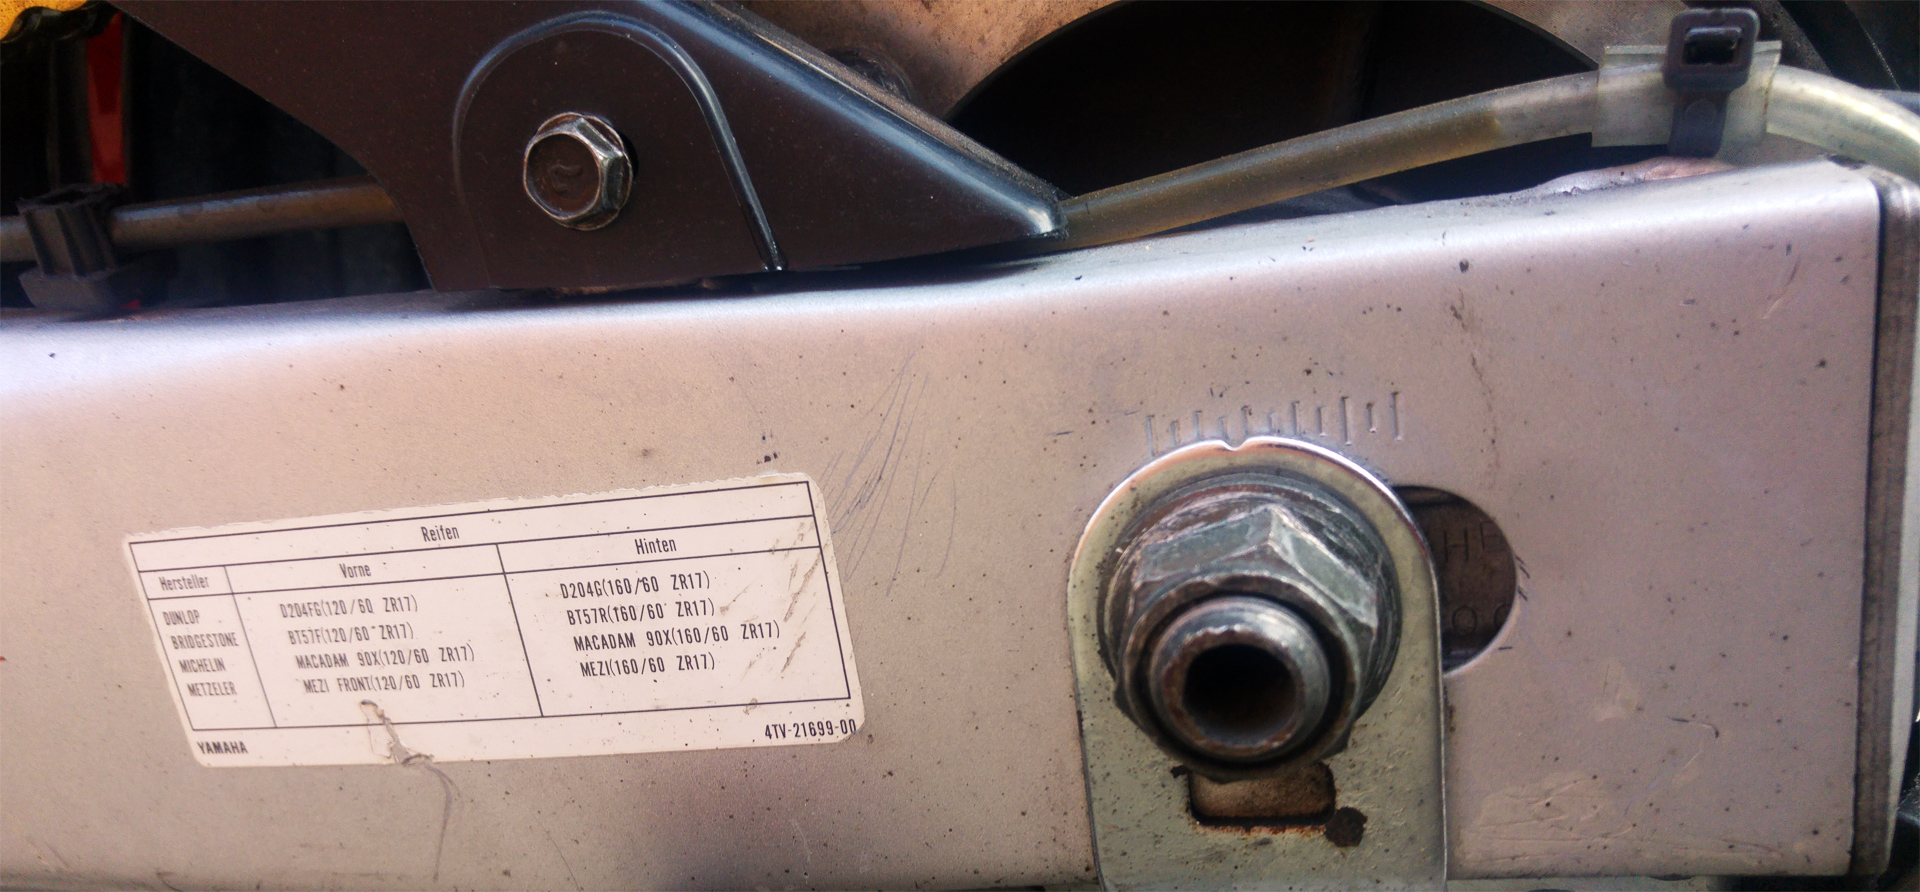 Reifen
Hersteller Vorne Hinten
DUNLOP D204FG(120/60 ZR17) D204G(160/60 ZR17)
BRIDGESTONE BT57F(120/60 ZR17) BT57R(160/60 ZR17)
MICHELIN MACADAM 90X(120/60 ZR17) MACADAM 90X(160/60 ZR17)
METZELER MEZI FRONT(120/60 ZR17) MEZI(160/60 ZR17)
YAMAHA 4TV-21699-00